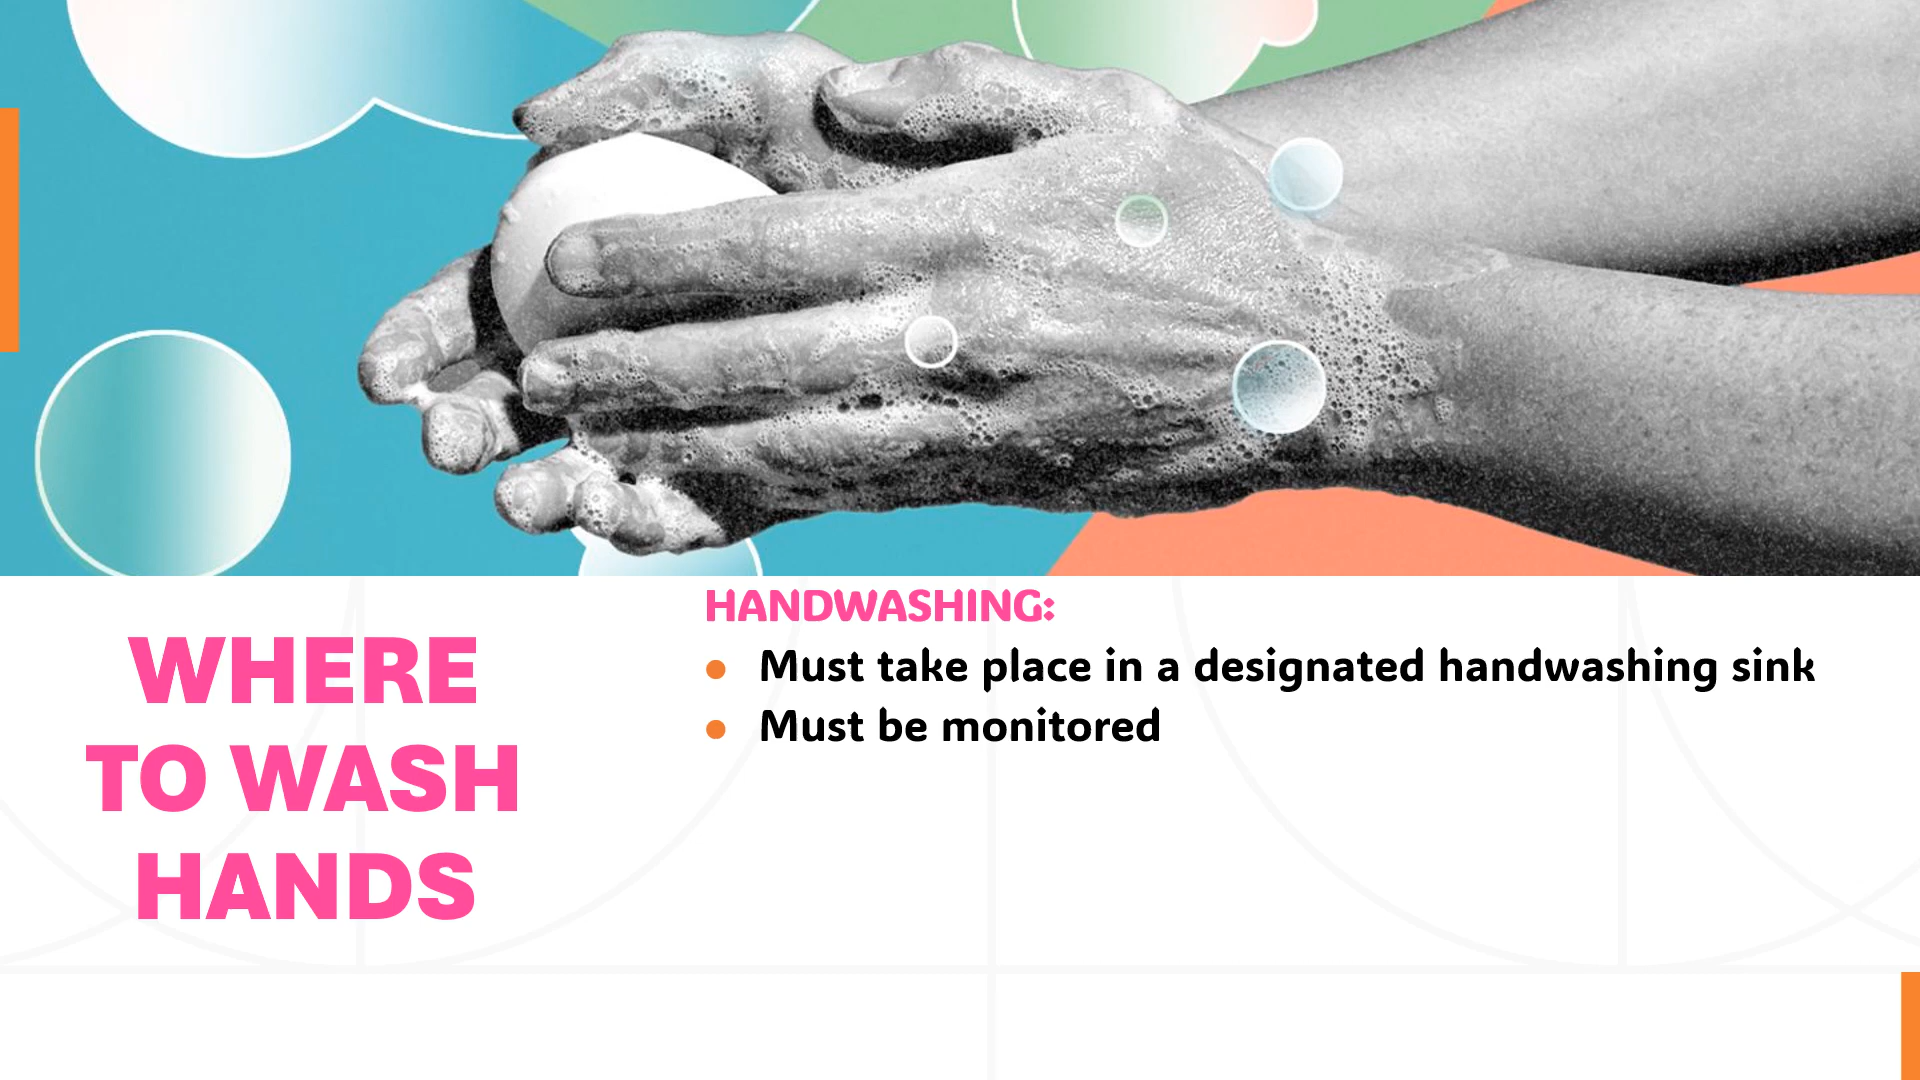 WHERE
TO WASH
HANDS
HANDWASHING:
• Must take place in a designated handwashing sink
• Must be monitored